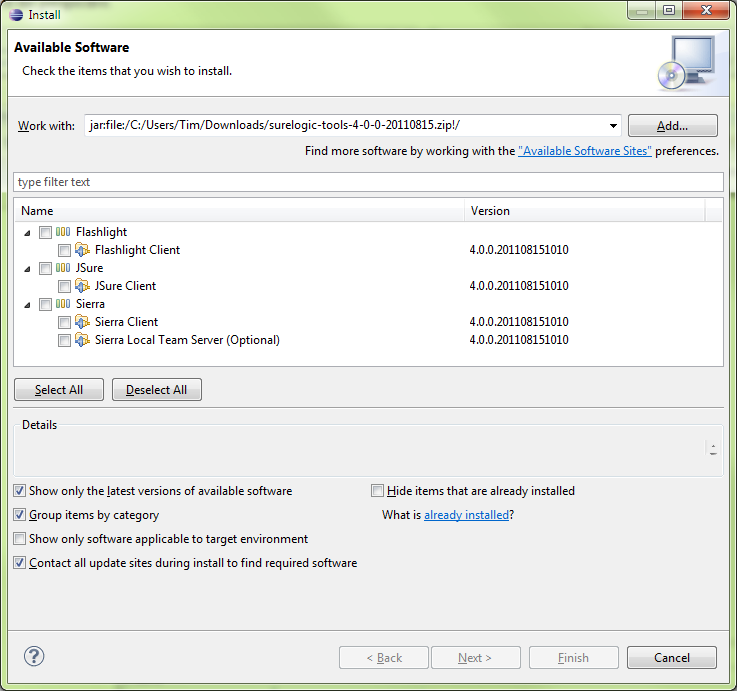 Install
Available Software
Check the items that you wish to install.
Work with: jar:file:/C:/Users/Tim/Downloads/surelogic-tools-4-0-0-20110815.zip!/ Add...
Find more software by working with the "Available Software Sites" preferences.
type filter text
Name Version
Flashlight
Flashlight Client 4.0.0.201108151010
JSure
JSure Client 4.0.0.201108151010
Sierra
Sierra Client 4.0.0.201108151010
Sierra Local Team Server (Optional) 4.0.0.201108151010
Select All Deselect All
Details
Show only the latest versions of available software Hide items that are already installed
Group items by category What is already installed?
Show only software applicable to target environment
Contact all update sites during install to find required software
? < Back Next > Finish Cancel